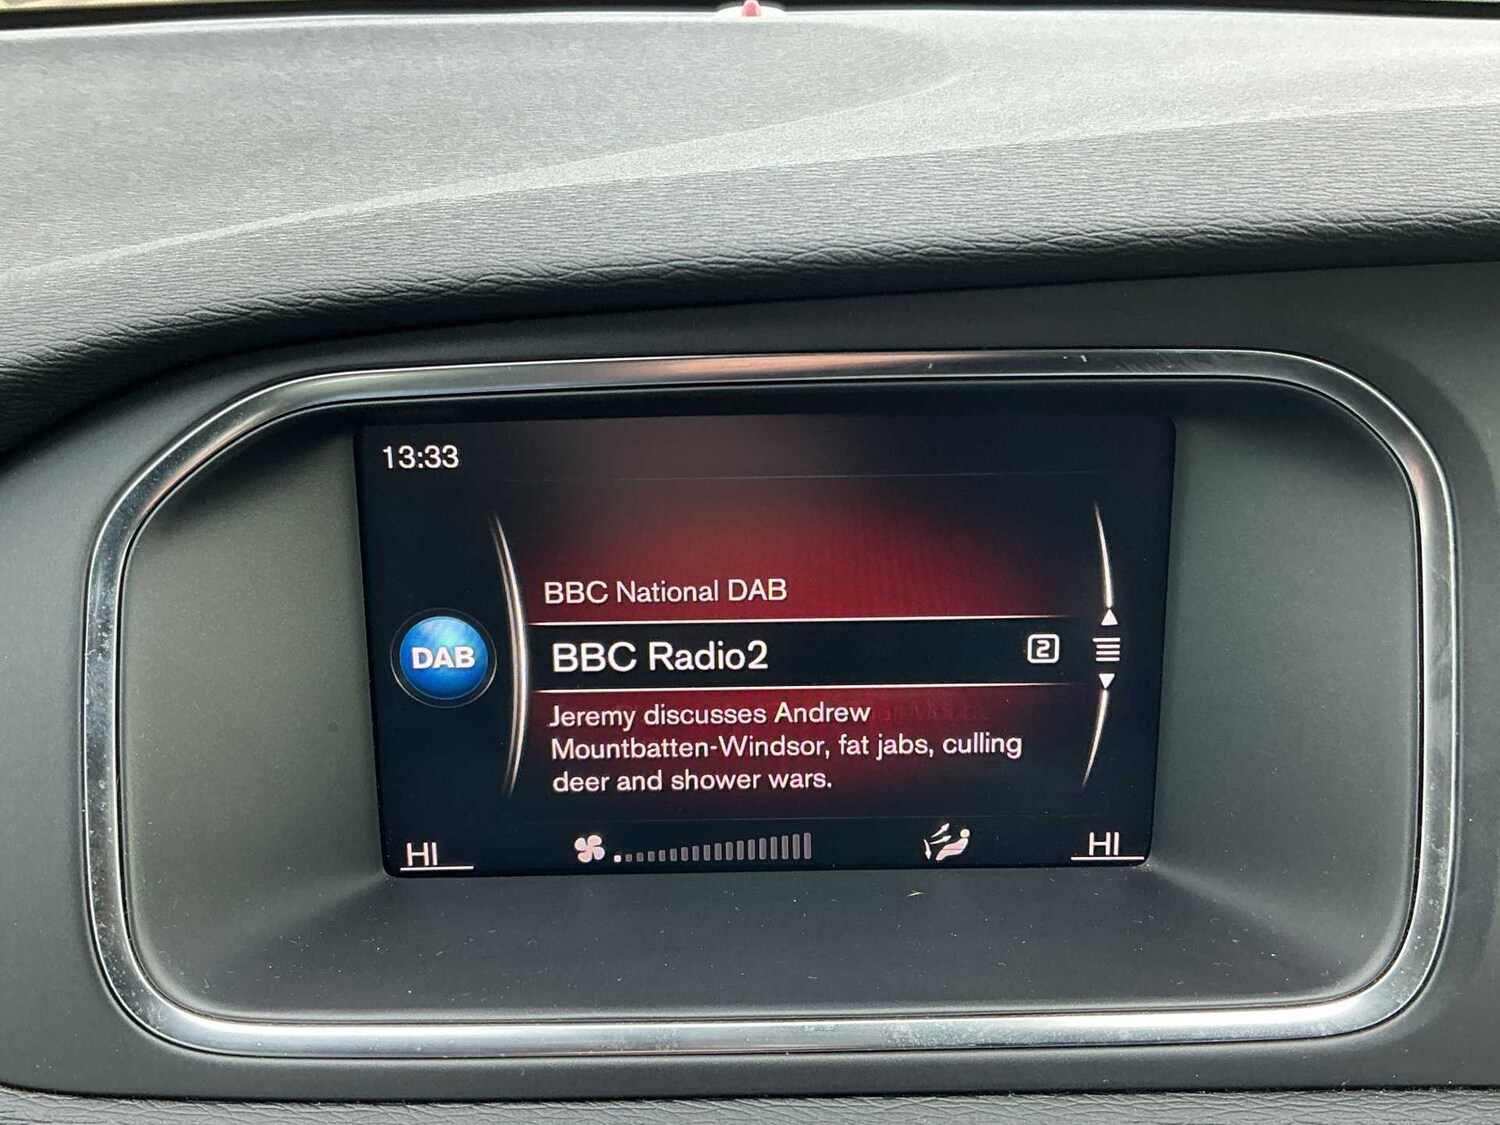 13:33
BBC National DAB
DAB
BBC Radio2
2
Jeremy discusses Andrew
Mountbatten-Windsor, fat jabs, culling
deer and shower wars.
HI
HI